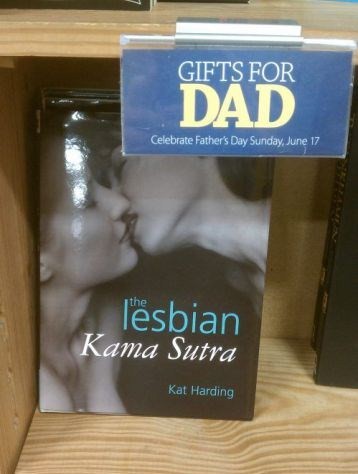 GIFTS FOR
DAD
Celebrate Father's Day Sunday, June 17
the
lesbian
Kama Sutra
Kat Harding